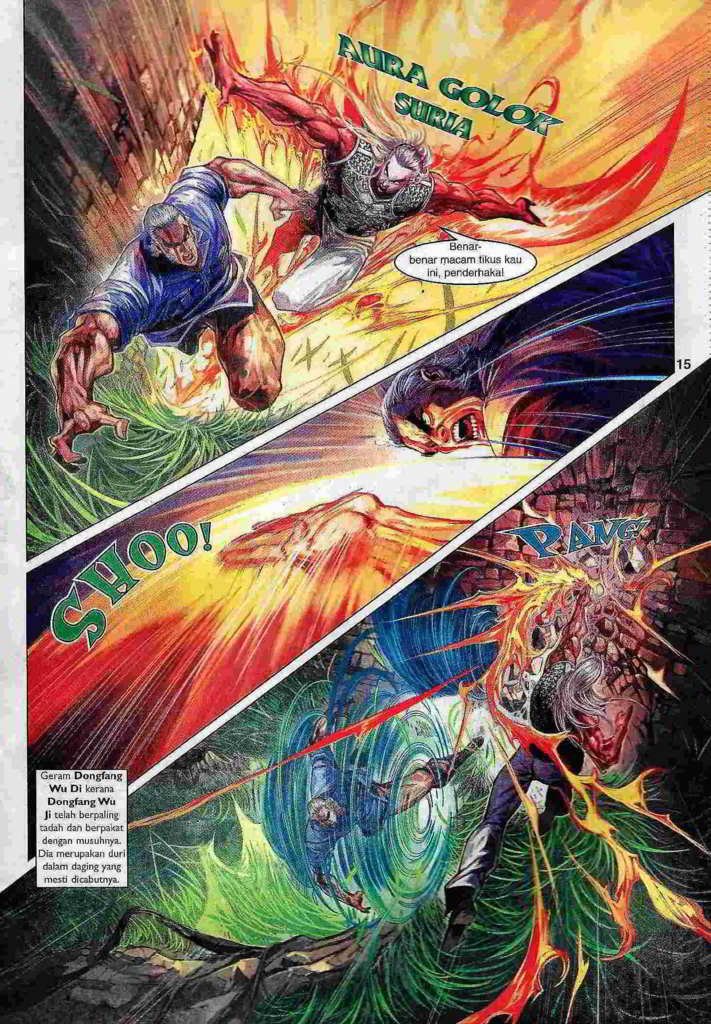 AURA GOLOK
SURIA
Benar-
benar macam tikus kau
ini, penderhaka!
15
SHOO!
PANG
Geram Dongfang
Wu Di kerana
Dongfang Wu
Ji telah berpaling
tadah dan berpakat
dengan musuhnya.
Dia merupakan duri
dalam daging yang
mesti dicabutnya.